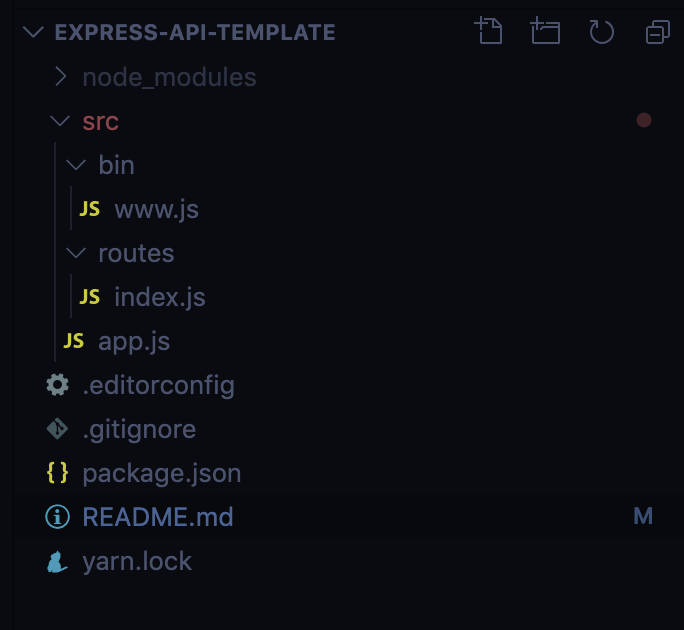 EXPRESS-API-TEMPLATE
node_modules
src
bin
JS www.js
routes
JS index.js
JS app.js
.editorconfig
.gitignore
{} package.json
README.md M
yarn.lock